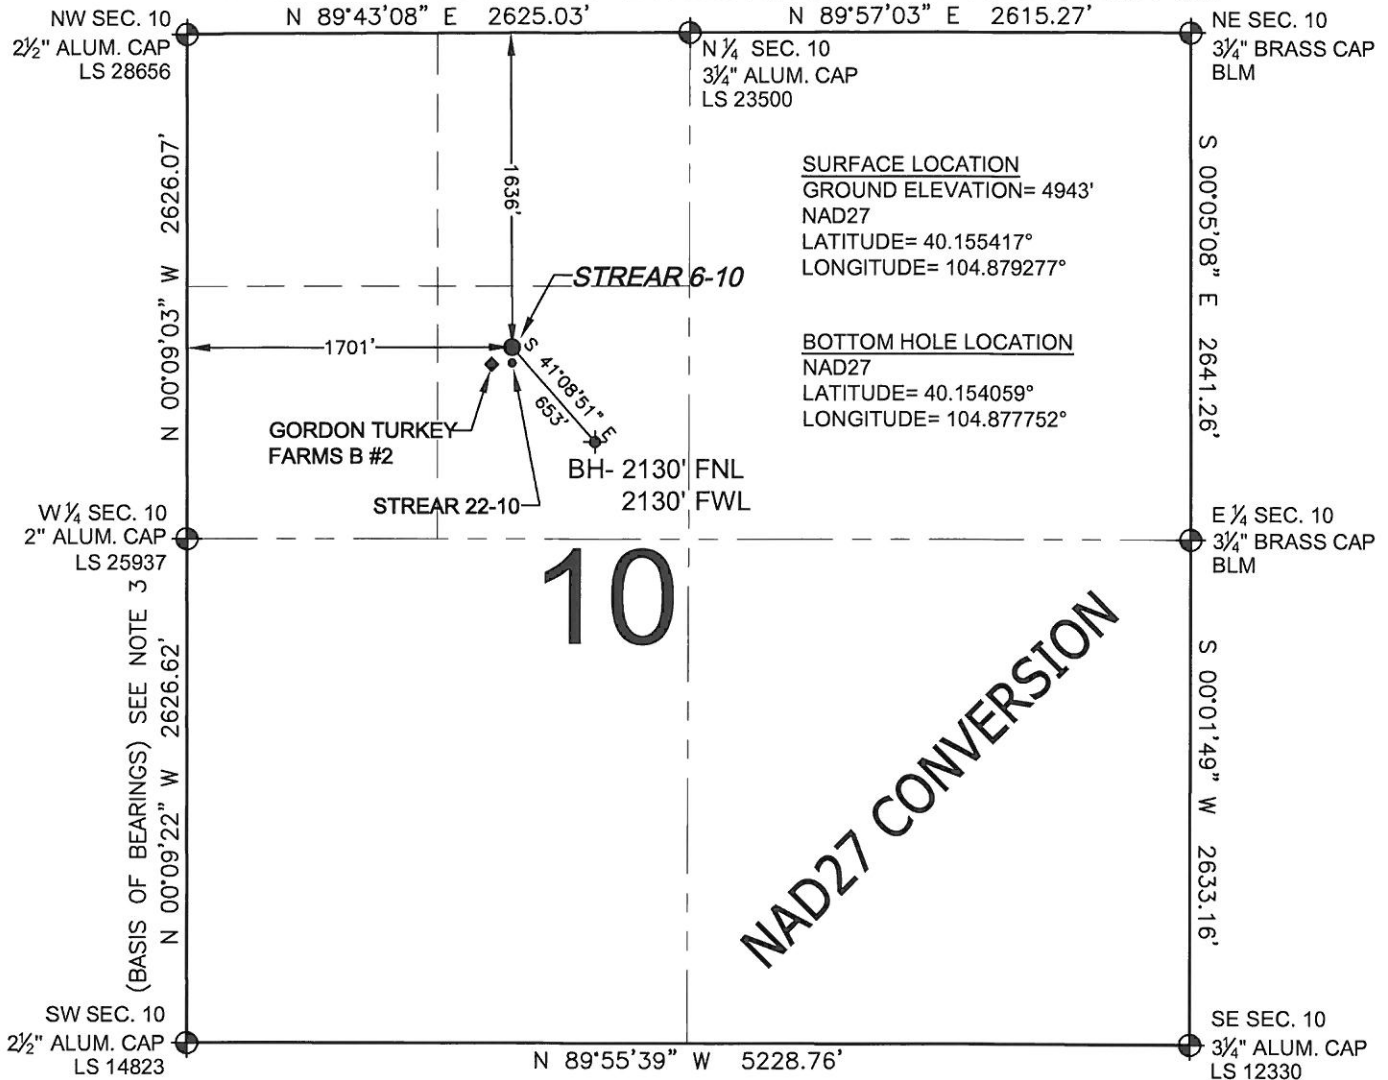 N 89°43'08" E 2625.03'
N 89°57'03" E 2615.27'
NW SEC. 10
2½" ALUM. CAP
LS 28656
N ¼ SEC. 10
3¼" ALUM. CAP
LS 23500
NE SEC. 10
3¼" BRASS CAP
BLM
N 00°09'03" W 2626.07'
1636'
SURFACE LOCATION
GROUND ELEVATION= 4943'
NAD27
LATITUDE= 40.155417°
LONGITUDE= 104.879277°
S 00°05'08" E 2641.26'
STREAR 6-10
1701'
S 41°08'51" E
653'
BOTTOM HOLE LOCATION
NAD27
LATITUDE= 40.154059°
LONGITUDE= 104.877752°
GORDON TURKEY
FARMS B #2
BH- 2130' FNL
2130' FWL
STREAR 22-10
W ¼ SEC. 10
2" ALUM. CAP
LS 25937
E ¼ SEC. 10
3¼" BRASS CAP
BLM
10
(BASIS OF BEARINGS) SEE NOTE 3
N 00°09'22" W 2626.62'
NAD27 CONVERSION
S 00°01'49" W 2633.16'
SW SEC. 10
2½" ALUM. CAP
LS 14823
N 89°55'39" W 5228.76'
SE SEC. 10
3¼" ALUM. CAP
LS 12330